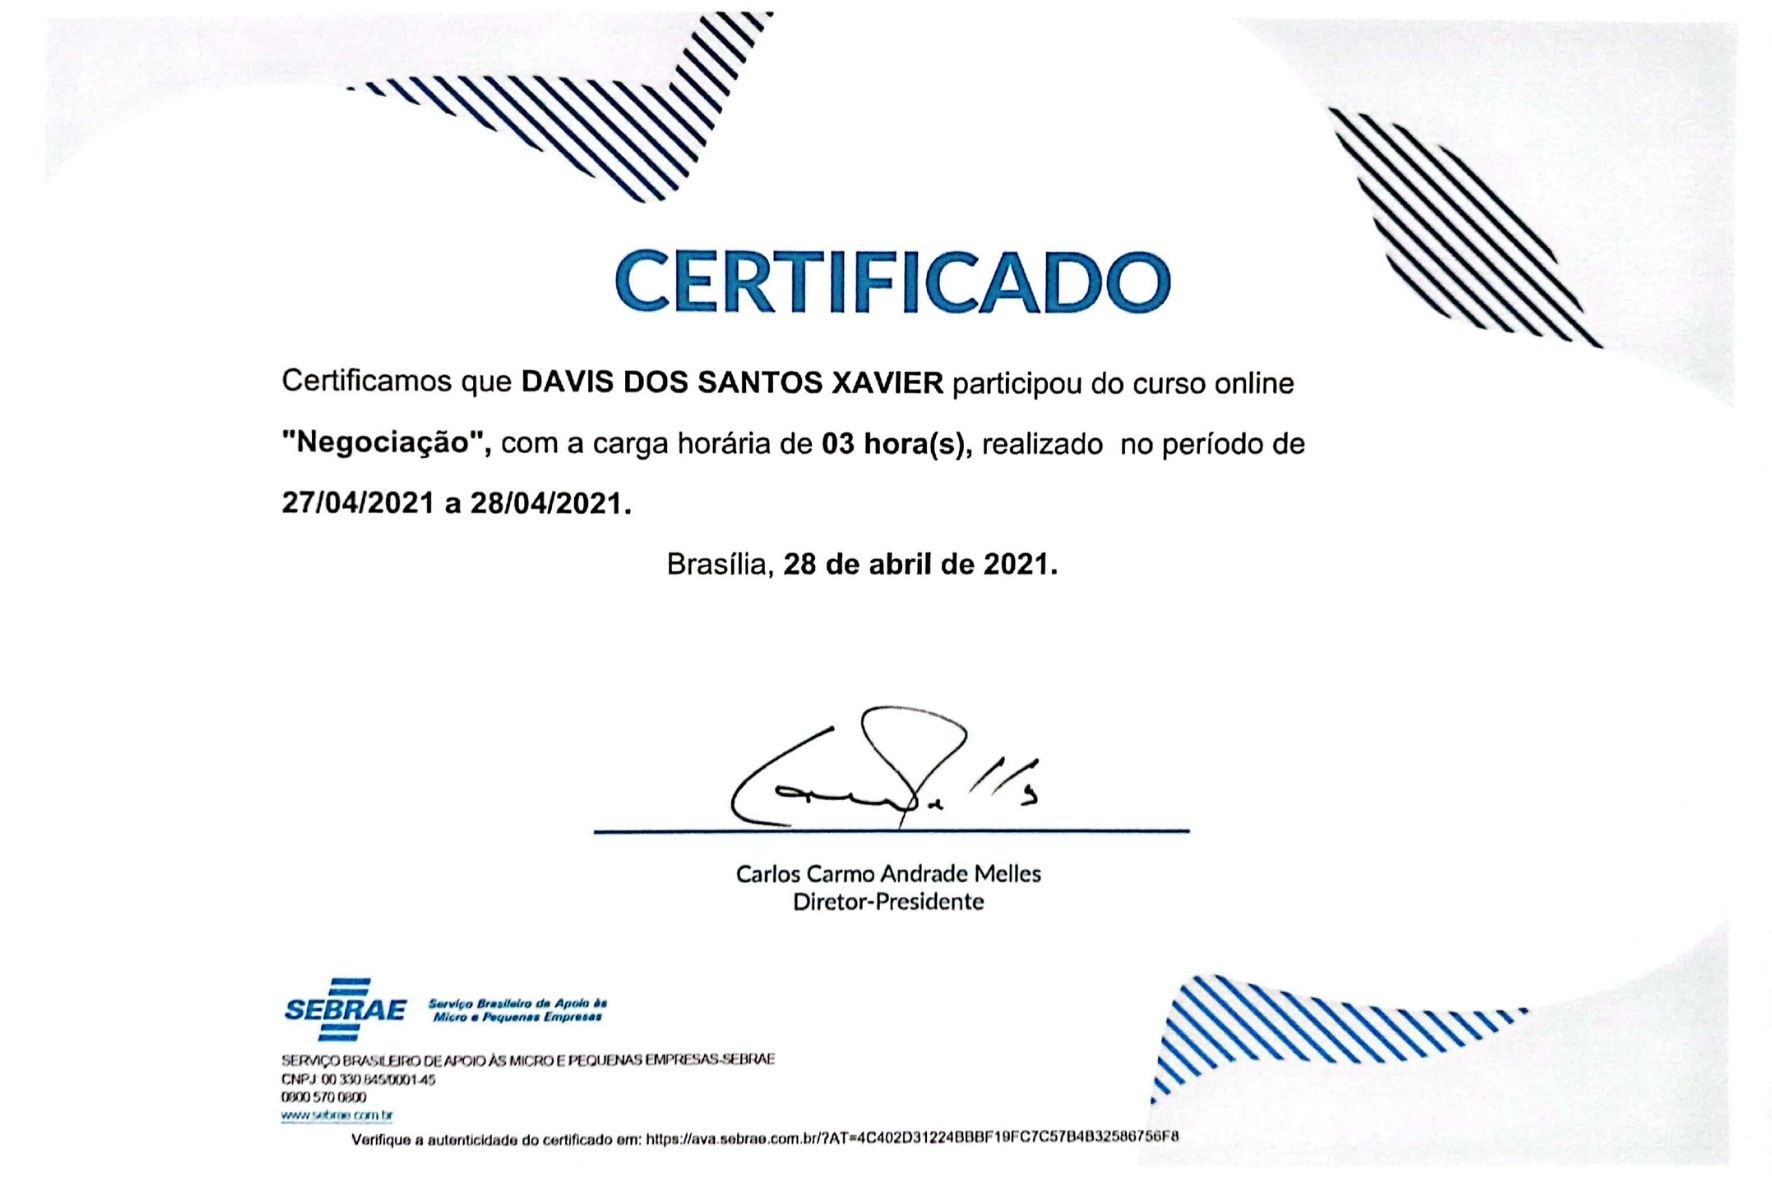 CERTIFICADO
Certificamos que DAVIS DOS SANTOS XAVIER participou do curso online
"Negociação", com a carga horária de 03 hora(s), realizado no período de
27/04/2021 a 28/04/2021.
Brasília, 28 de abril de 2021.
Carlos Carmo Andrade Melles
Diretor-Presidente
SEBRAE
Serviço Brasileiro de Apoio às
Micro e Pequenas Empresas
SERVIÇO BRASILEIRO DE APOIO ÀS MICRO E PEQUENAS EMPRESAS-SEBRAE
CNPJ: 00 330 845/0001-45
0800 570 0800
www.sebrae.com.br
Verifique a autenticidade do certificado em: https://ava.sebrae.com.br/?AT=4C402D31224BBBF19FC7C57B4B32586756F8